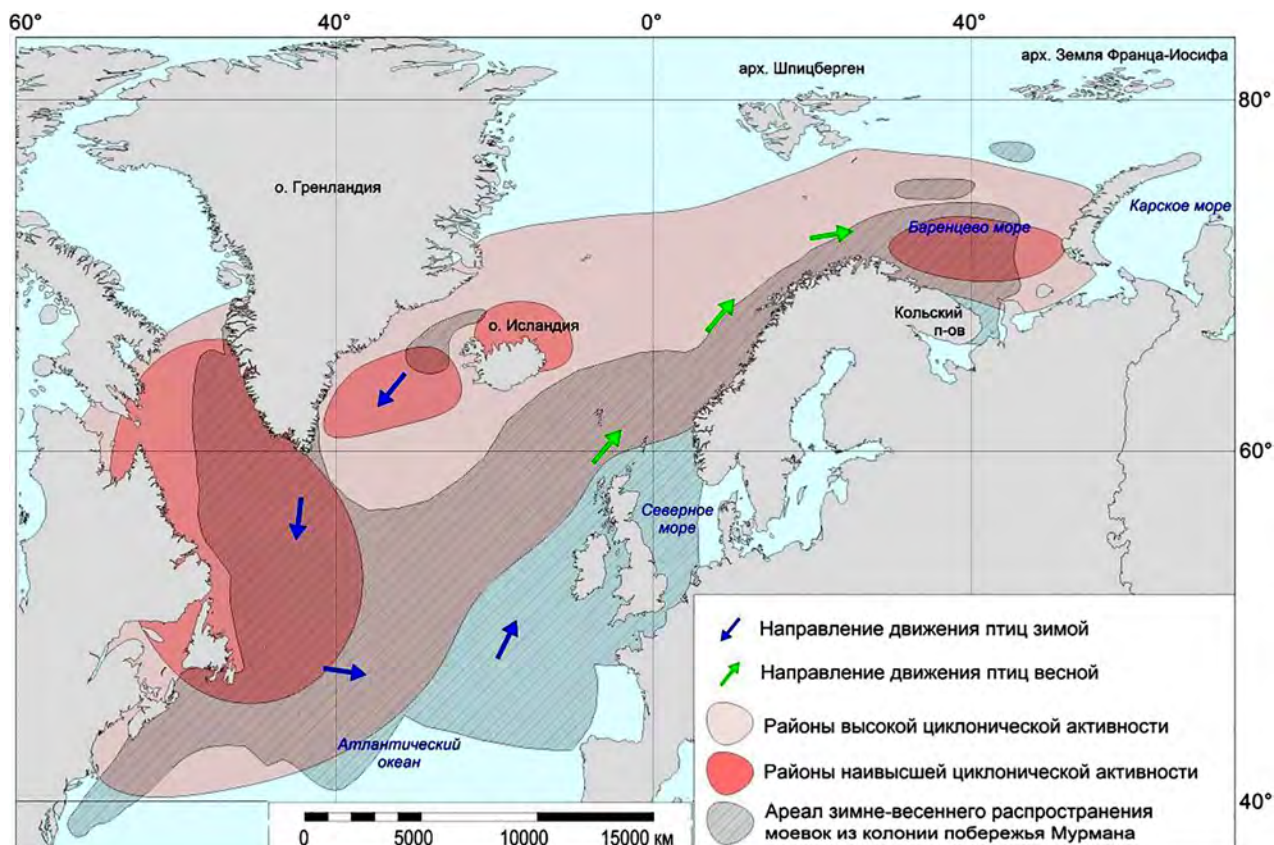 60°
40°
20°
0°
40°
арх. Шпицберген
арх. Земля Франца-Иосифа
80°
о. Гренландия
Карское море
Баренцево море
о. Исландия
Кольский
п-ов
60°
Северное
море
Атлантический
океан
40°
Направление движения птиц зимой
Направление движения птиц весной
Районы высокой циклонической активности
Районы наивысшей циклонической активности
Ареал зимне-весеннего распространения
моевок из колонии побережья Мурмана
0 5000 10000 15000 км